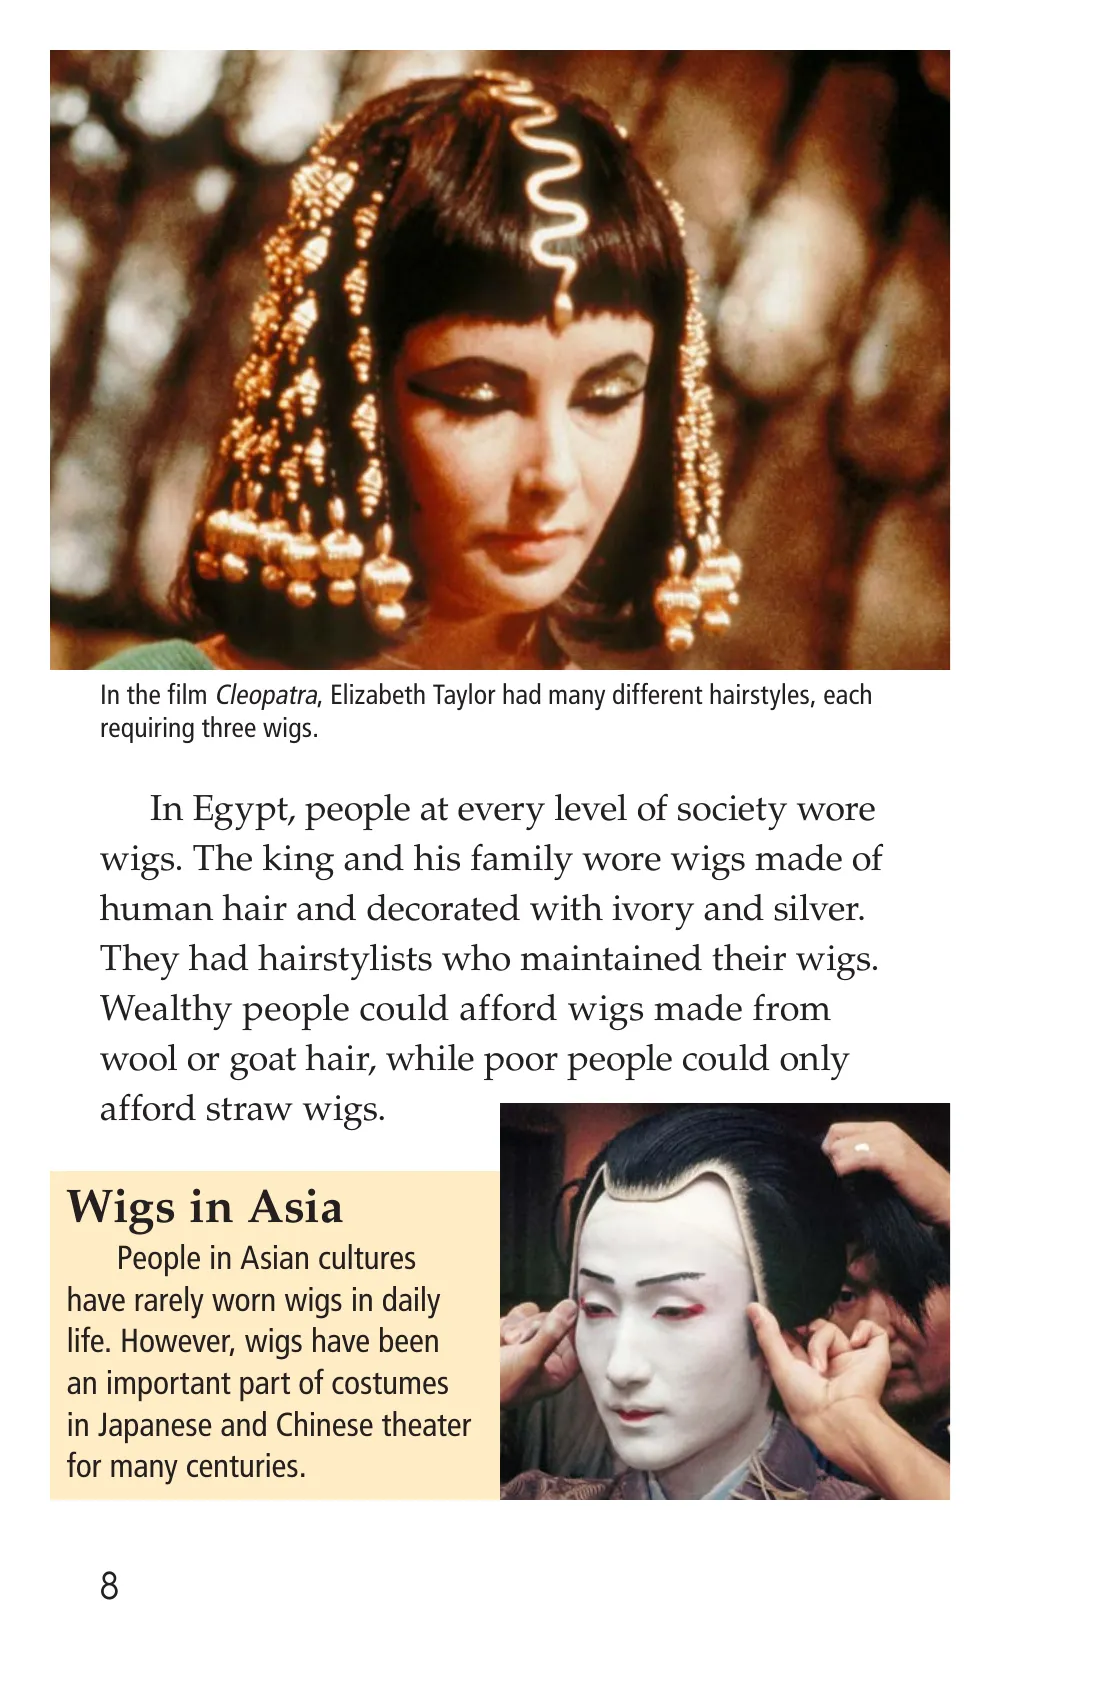 In the film Cleopatra, Elizabeth Taylor had many different hairstyles, each
requiring three wigs.
In Egypt, people at every level of society wore
wigs. The king and his family wore wigs made of
human hair and decorated with ivory and silver.
They had hairstylists who maintained their wigs.
Wealthy people could afford wigs made from
wool or goat hair, while poor people could only
afford straw wigs.
Wigs in Asia
People in Asian cultures
have rarely worn wigs in daily
life. However, wigs have been
an important part of costumes
in Japanese and Chinese theater
for many centuries.
8